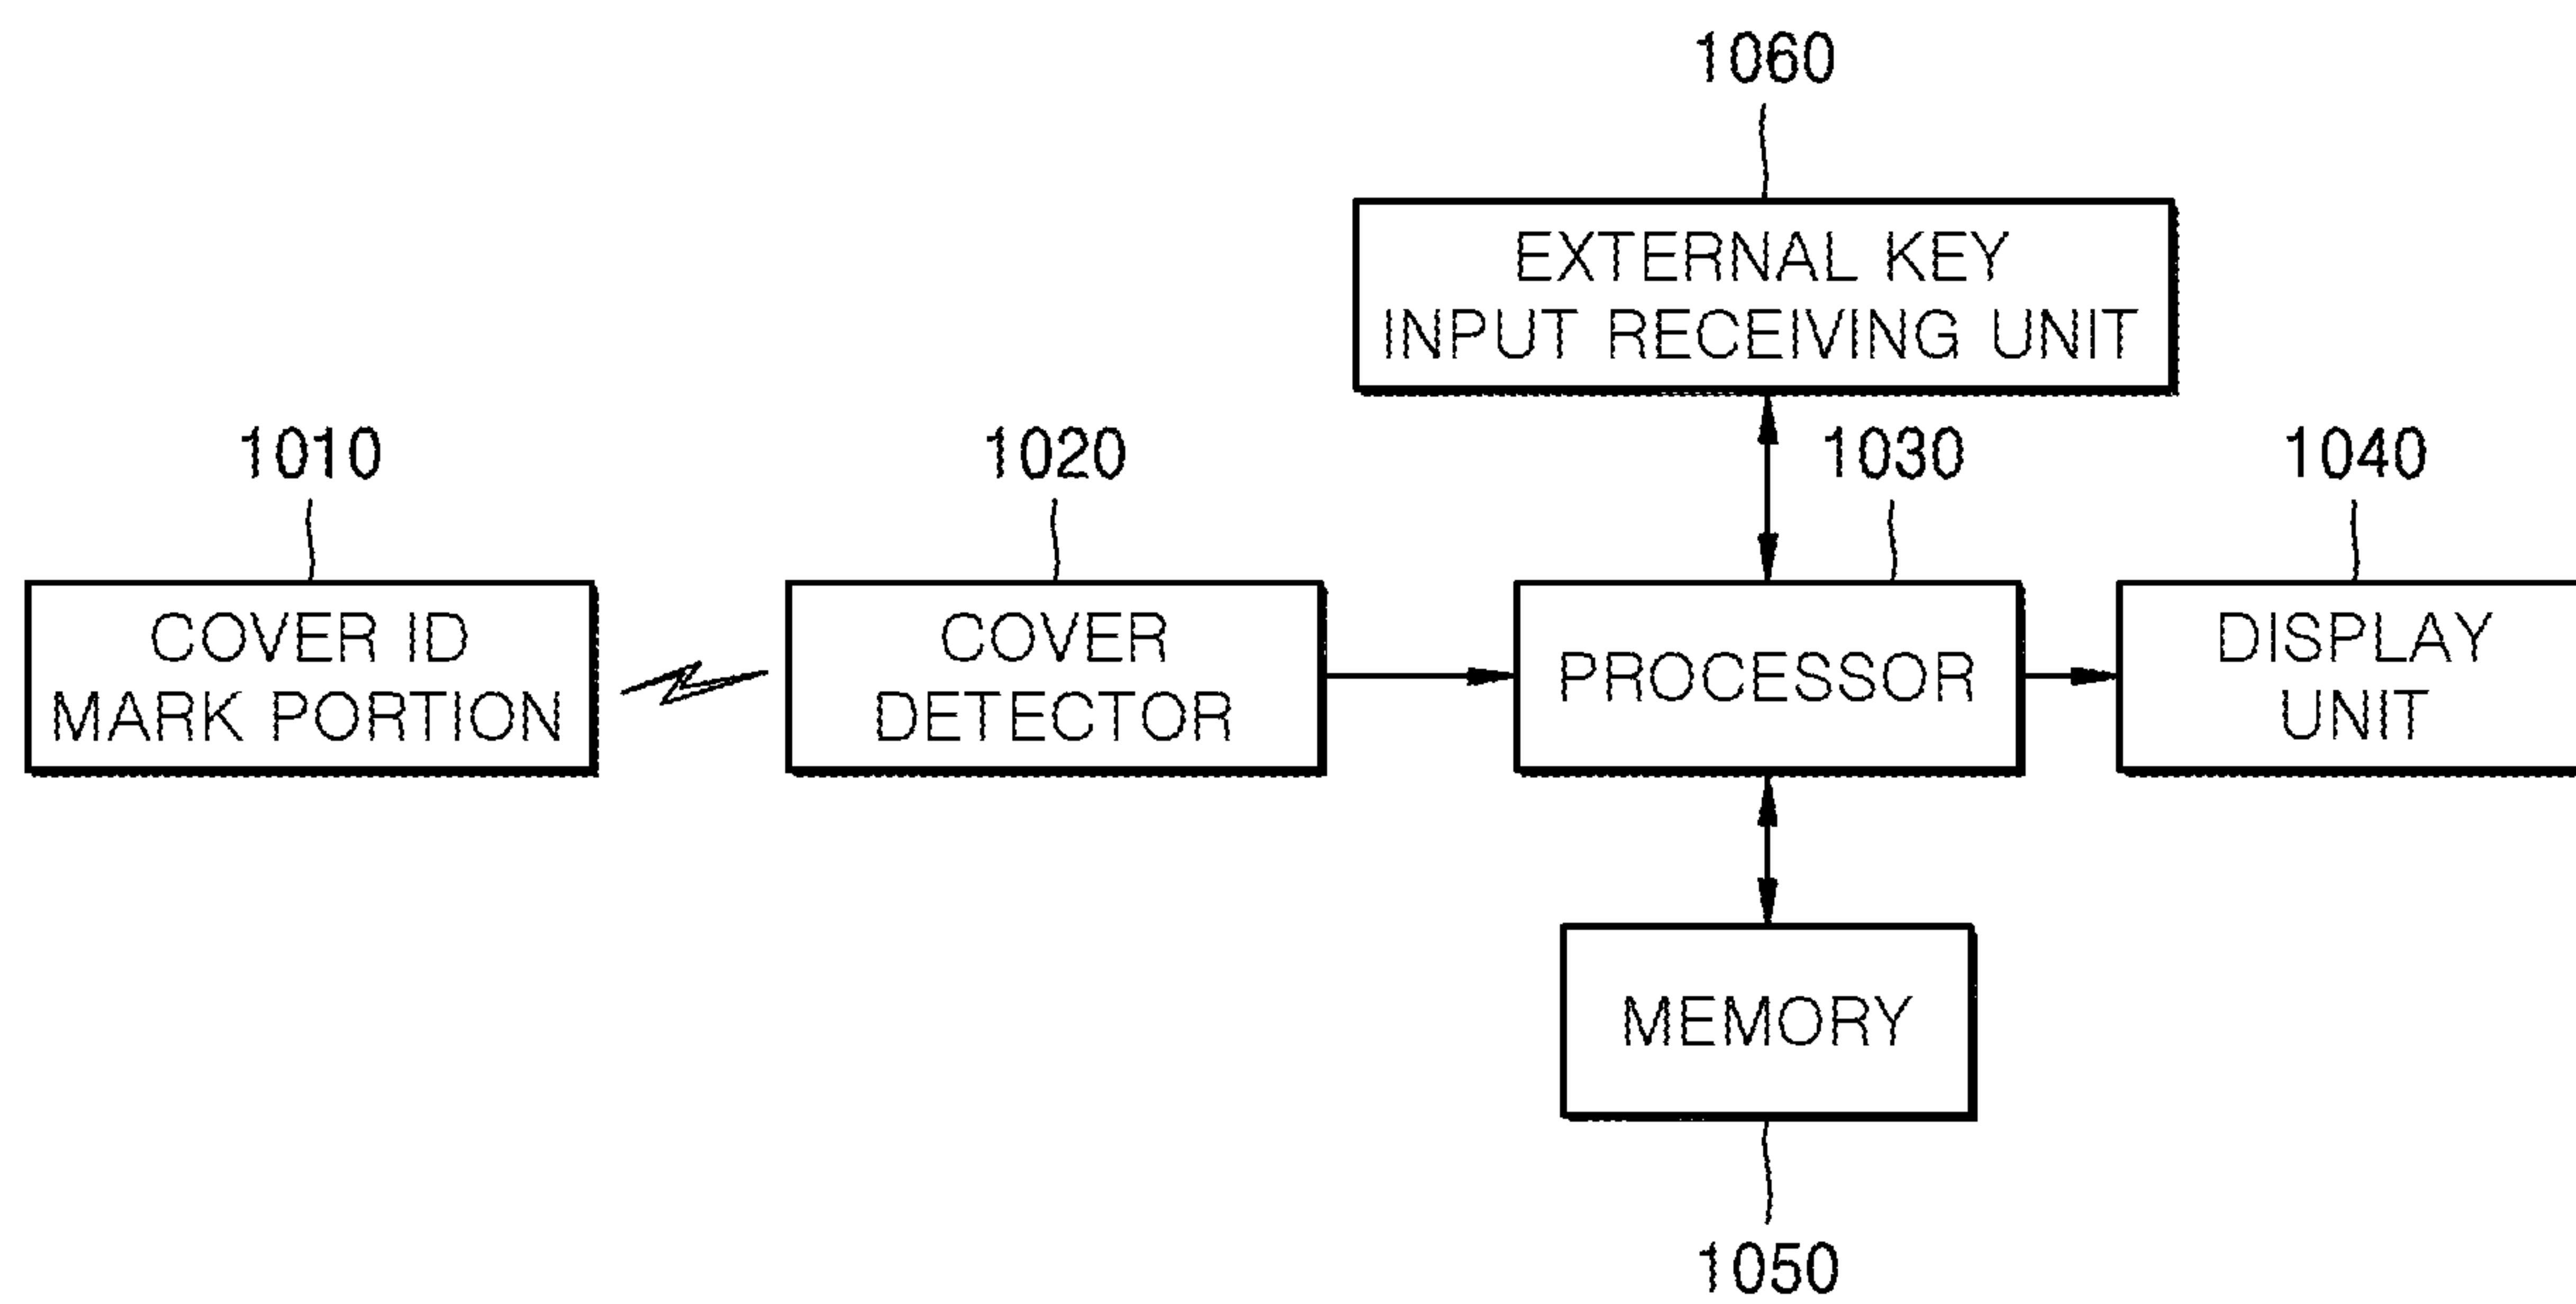 1060
EXTERNAL KEY
INPUT RECEIVING UNIT
1010
1020
1030
1040
COVER ID
MARK PORTION
COVER
DETECTOR
PROCESSOR
DISPLAY
UNIT
MEMORY
1050